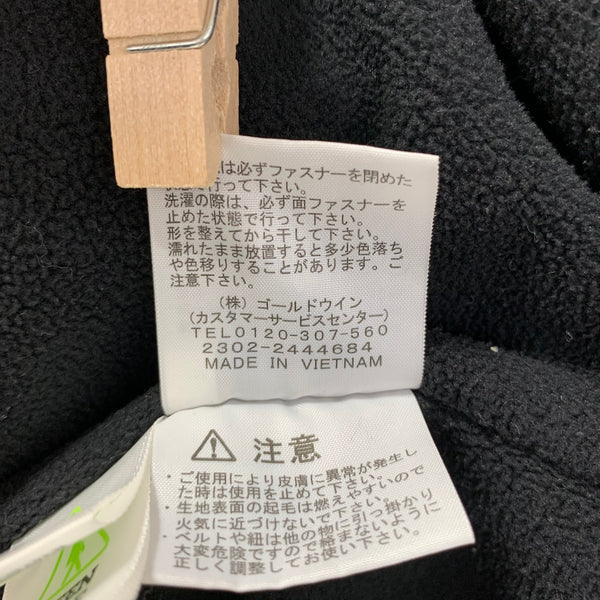 は必ずファスナーを閉めた
状態で行って下さい。
洗濯の際は、必ず面ファスナーを
止めた状態で行って下さい。
形を整えてから干して下さい。
濡れたまま放置すると多少色落ち
や色移りすることがあります。ご
注意下さい。
(株) ゴールドウイン
(カスタマーサービスセンター)
TEL0120-307-560
2302-2444684
MADE IN VIETNAM
注意
・ご使用により皮膚に異常が発生し
た時は使用を止めて下さい。
・生地表面の起毛は燃えやすいので
火気に近づけないで下さい。
・ベルトや紐は他の物に引っ掛かり
大変危険ですので絡まないように
正しく調整してお使い下さい。